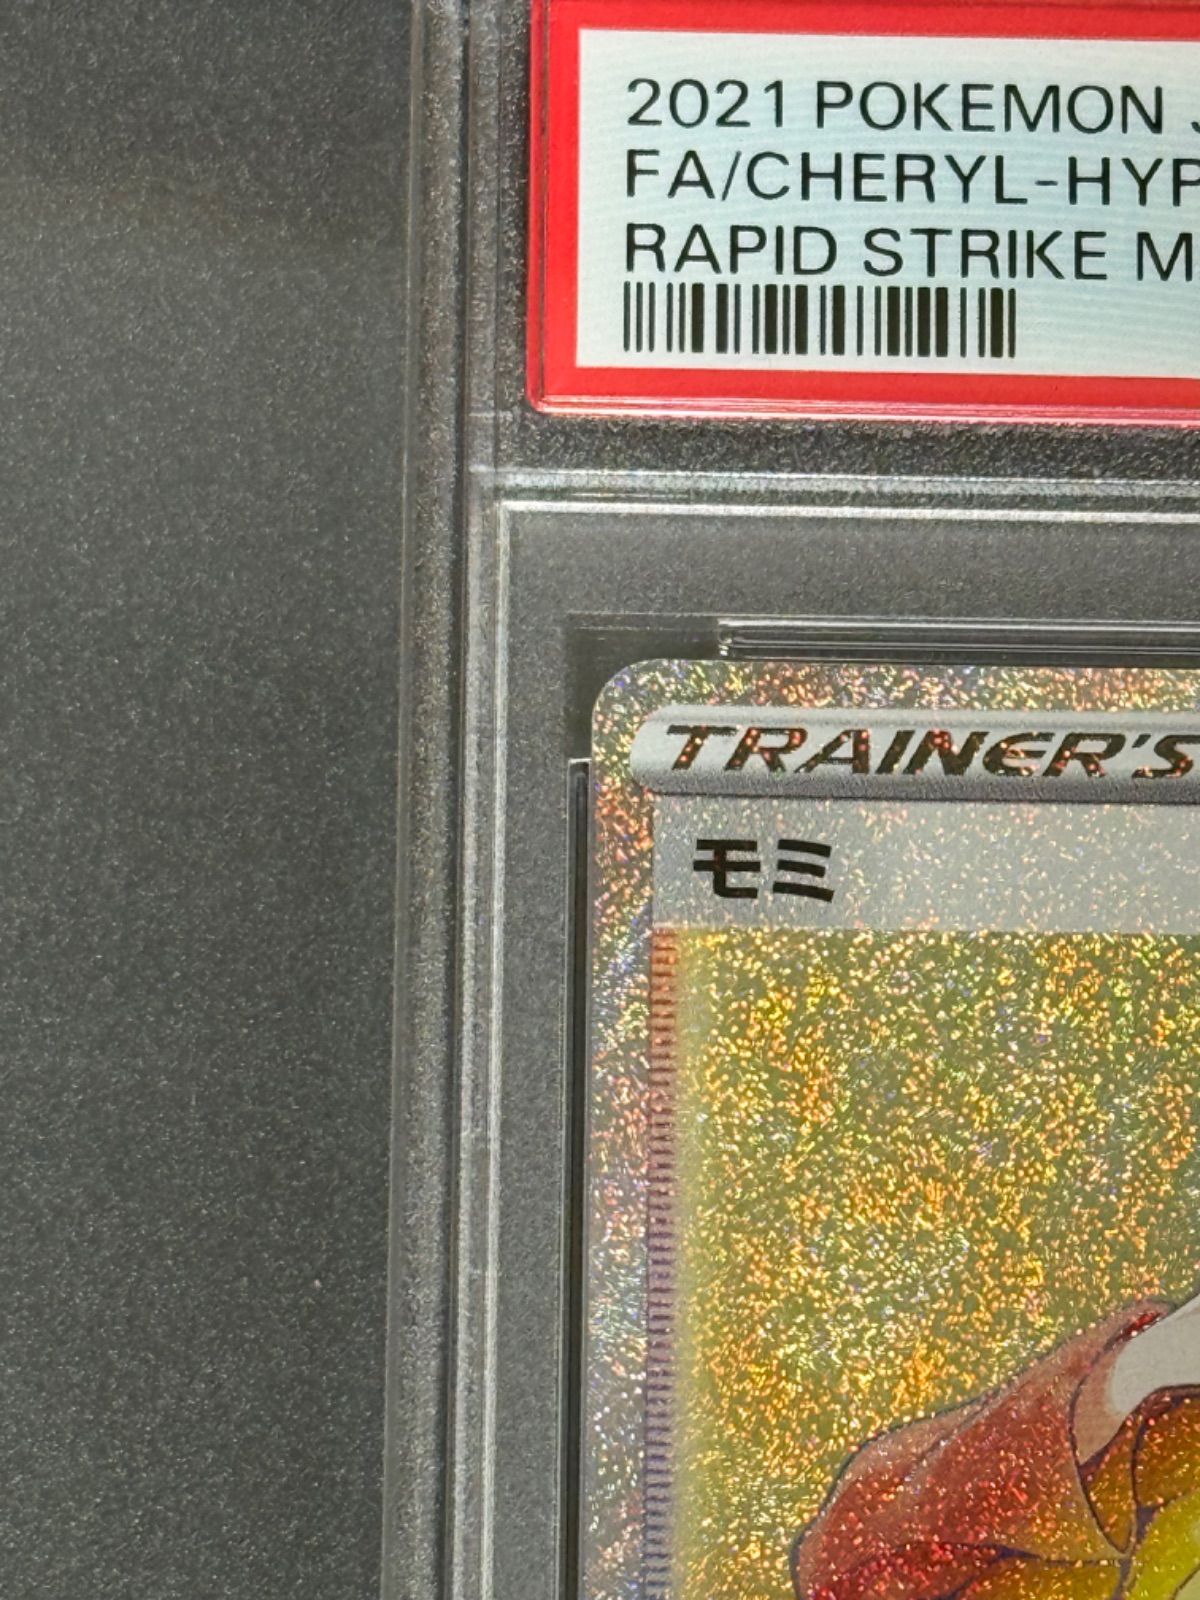 2021 POKEMON
FA/CHERYL-HYP
RAPID STRIKE M
TRAINER'S
モミ